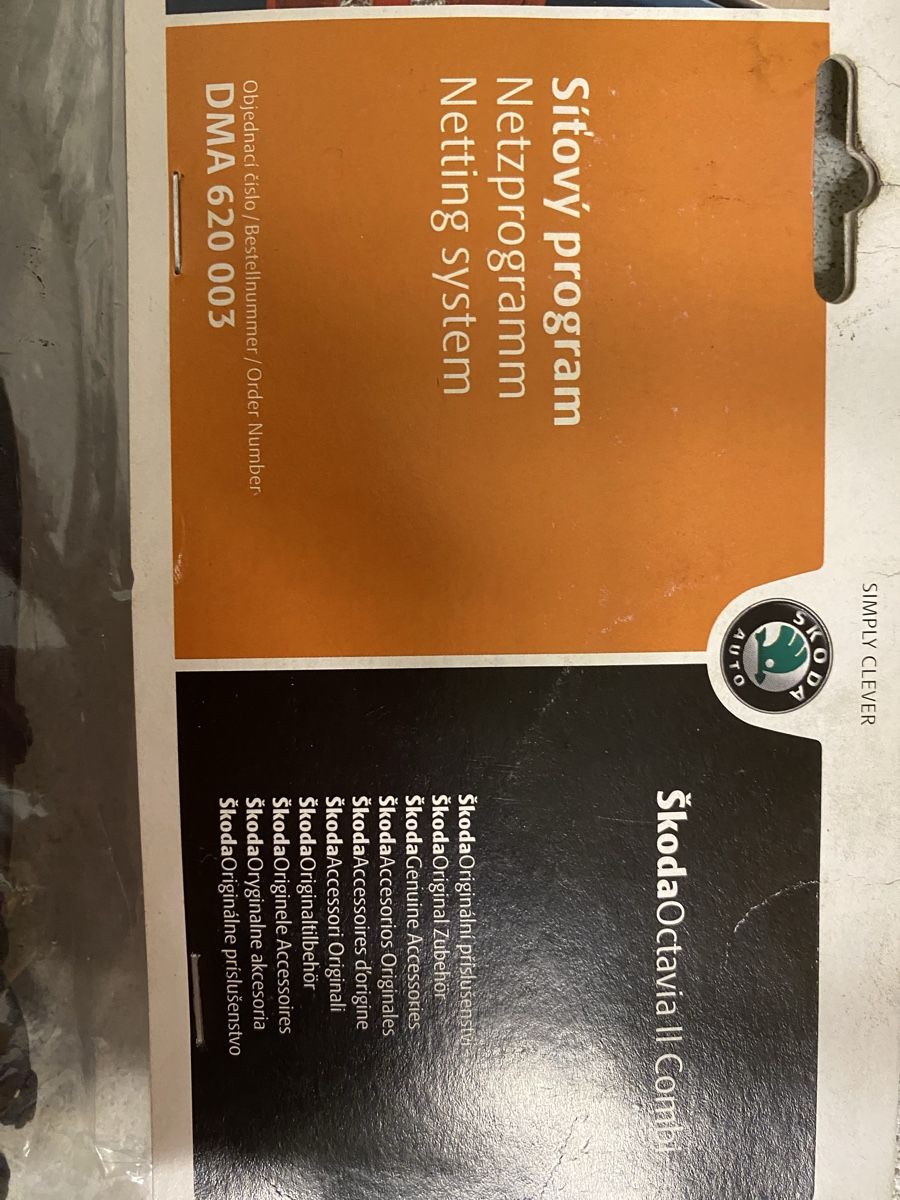 SIMPLY CLEVER
ŠKODA
AUTO
Síťový program
Netzprogramm
Netting system
Objednací číslo / Bestellnummer / Order Number
DMA 620 003
ŠkodaOctavia II Combi
ŠkodaOriginální příslušenství
ŠkodaOriginal Zubehör
ŠkodaGenuine Accessories
ŠkodaAccesorios Originales
ŠkodaAccessoires d'origine
ŠkodaAccessori Originali
ŠkodaOriginaltilbehör
ŠkodaOriginele Accessoires
ŠkodaOryginalne akcesoria
ŠkodaOriginálne príslušenstvo